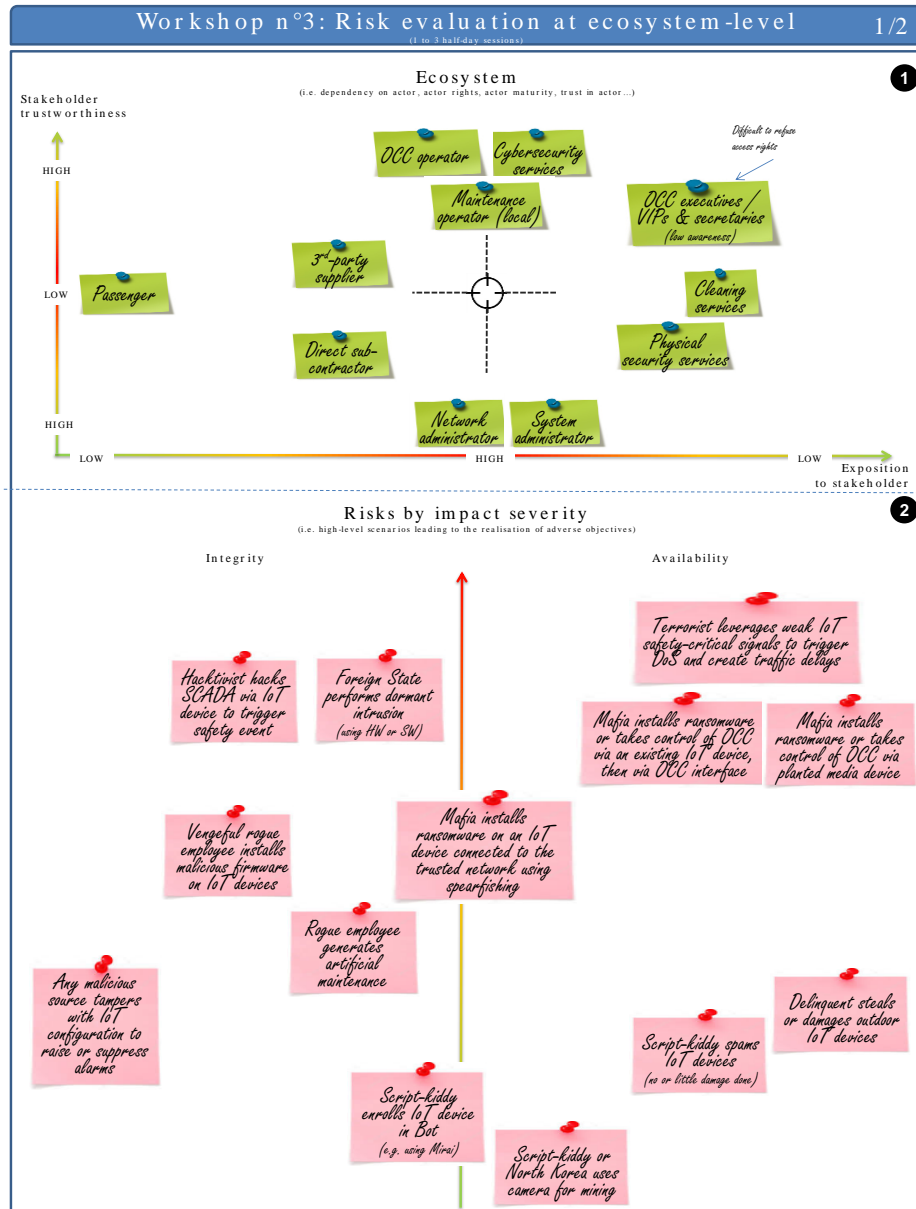 Workshop n°3: Risk evaluation at ecosystem-level 1/2
(1 to 3 half-day sessions)
1
Ecosystem
(i.e. dependency on actor, actor rights, actor maturity, trust in actor...)
Stakeholder
trustworthiness
HIGH
LOW
HIGH
LOW
HIGH
LOW
Exposition
to stakeholder
OCC operator
Cybersecurity
services
Difficult to refuse
access rights
Maintenance
operator (local)
OCC executives /
VIPs & secretaries
(low awareness)
3rd-party
supplier
Passenger
Cleaning
services
Direct sub-
contractor
Physical
security services
Network
administrator
System
administrator
2
Risks by impact severity
(i.e. high-level scenarios leading to the realisation of adverse objectives)
Integrity
Availability
Terrorist leverages weak IoT
safety-critical signals to trigger
DoS and create traffic delays
Hacktivist hacks
SCADA via IoT
device to trigger
safety event
Foreign State
performs dormant
intrusion
(using HW or SW)
Mafia installs ransomware
or takes control of OCC
via an existing IoT device,
then via OCC interface
Mafia installs
ransomware or takes
control of OCC via
planted media device
Vengeful rogue
employee installs
malicious firmware
on IoT devices
Mafia installs
ransomware on an IoT
device connected to the
trusted network using
spearfishing
Rogue employee
generates
artificial
maintenance
Any malicious
source tampers
with IoT
configuration to
raise or suppress
alarms
Delinquent steals
or damages outdoor
IoT devices
Script-kiddy spams
IoT devices
(no or little damage done)
Script-kiddy
enrolls IoT device
in Bot
(e.g. using Mirai)
Script-kiddy or
North Korea uses
camera for mining